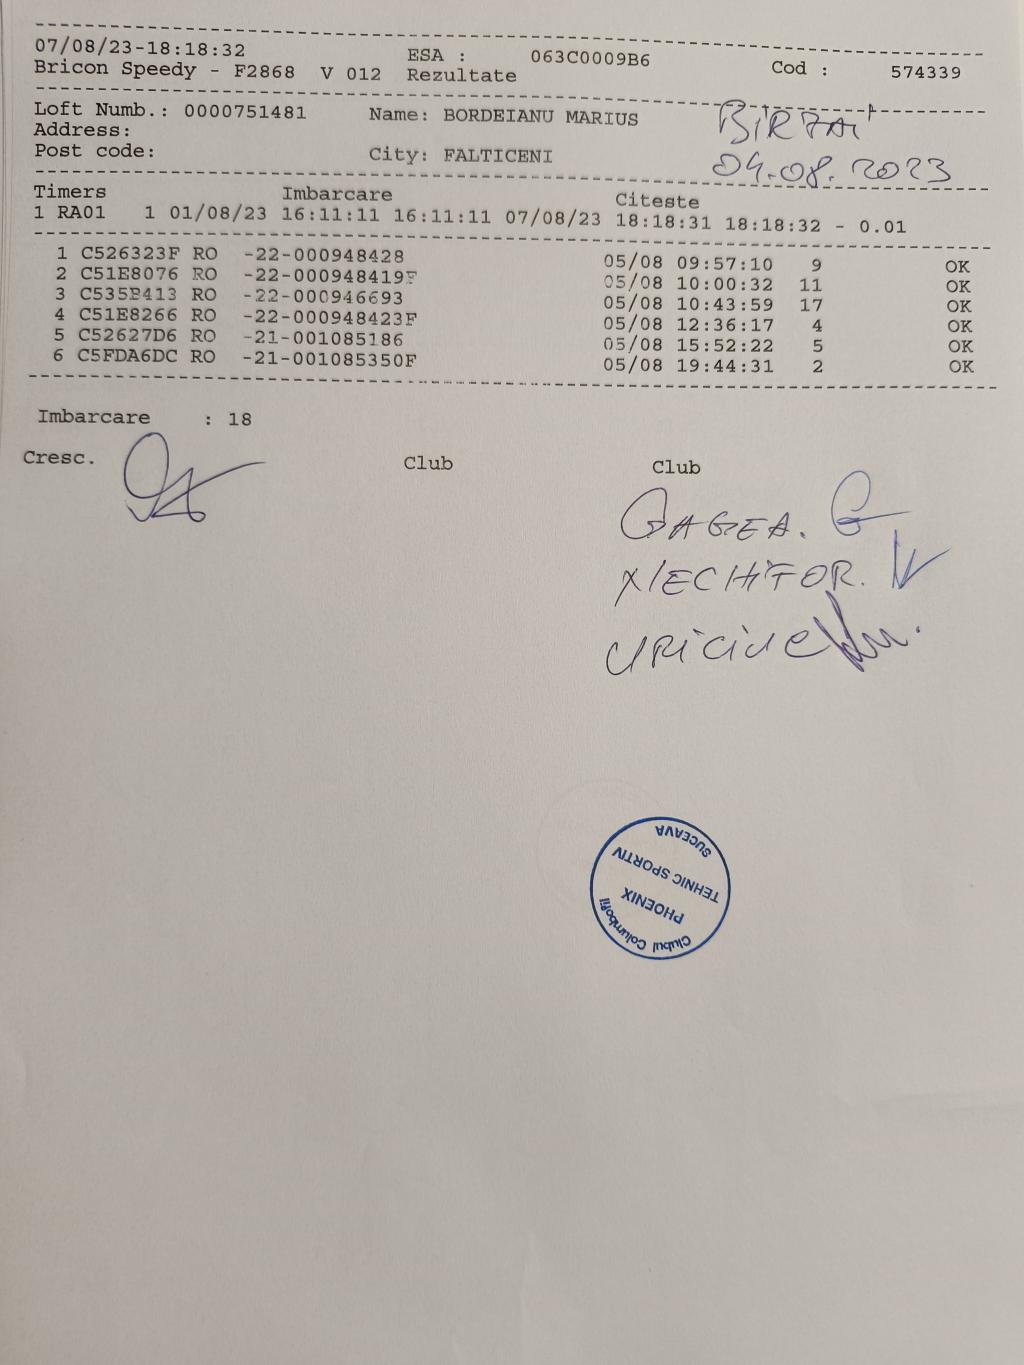 07/08/23-18:18:32 ESA : 063C0009B6 Cod : 574339
Bricon Speedy - F2868 V 012 Rezultate
Loft Numb.: 0000751481 Name: BORDEIANU MARIUS
BIRZAI
Address:
Post code: City: FALTICENI
04.08.2023
Timers Imbarcare Citeste
1 RA01 1 01/08/23 16:11:11 16:11:11 07/08/23 18:18:31 18:18:32 - 0.01
1 C526323F RO -22-000948428 05/08 09:57:10 9 OK
2 C51E8076 RO -22-000948419F 05/08 10:00:32 11 OK
3 C535B413 RO -22-000946693 05/08 10:43:59 17 OK
4 C51E8266 RO -22-000948423F 05/08 12:36:17 4 OK
5 C52627D6 RO -21-001085186 05/08 15:52:22 5 OK
6 C5FDA6DC RO -21-001085350F 05/08 19:44:31 2 OK
Imbarcare : 18
Cresc. Club Club
GAGEA. G
NECHIFOR.
Clubul Columbofil
PHOENIX
TEHNIC SPORTIV
SUCEAVA